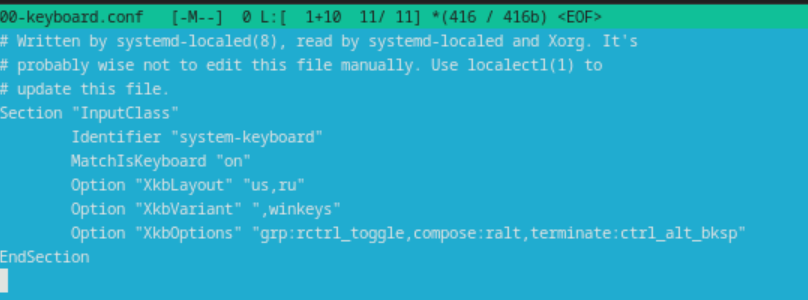 00-keyboard.conf   [-M--]  0 L:[  1+10  11/ 11] *(416 / 416b) <EOF>
# Written by systemd-localed(8), read by systemd-localed and Xorg. It's
# probably wise not to edit this file manually. Use localectl(1) to
# update this file.
Section "InputClass"
        Identifier "system-keyboard"
        MatchIsKeyboard "on"
        Option "XkbLayout" "us,ru"
        Option "XkbVariant" ",winkeys"
        Option "XkbOptions" "grp:rctrl_toggle,compose:ralt,terminate:ctrl_alt_bksp"
EndSection